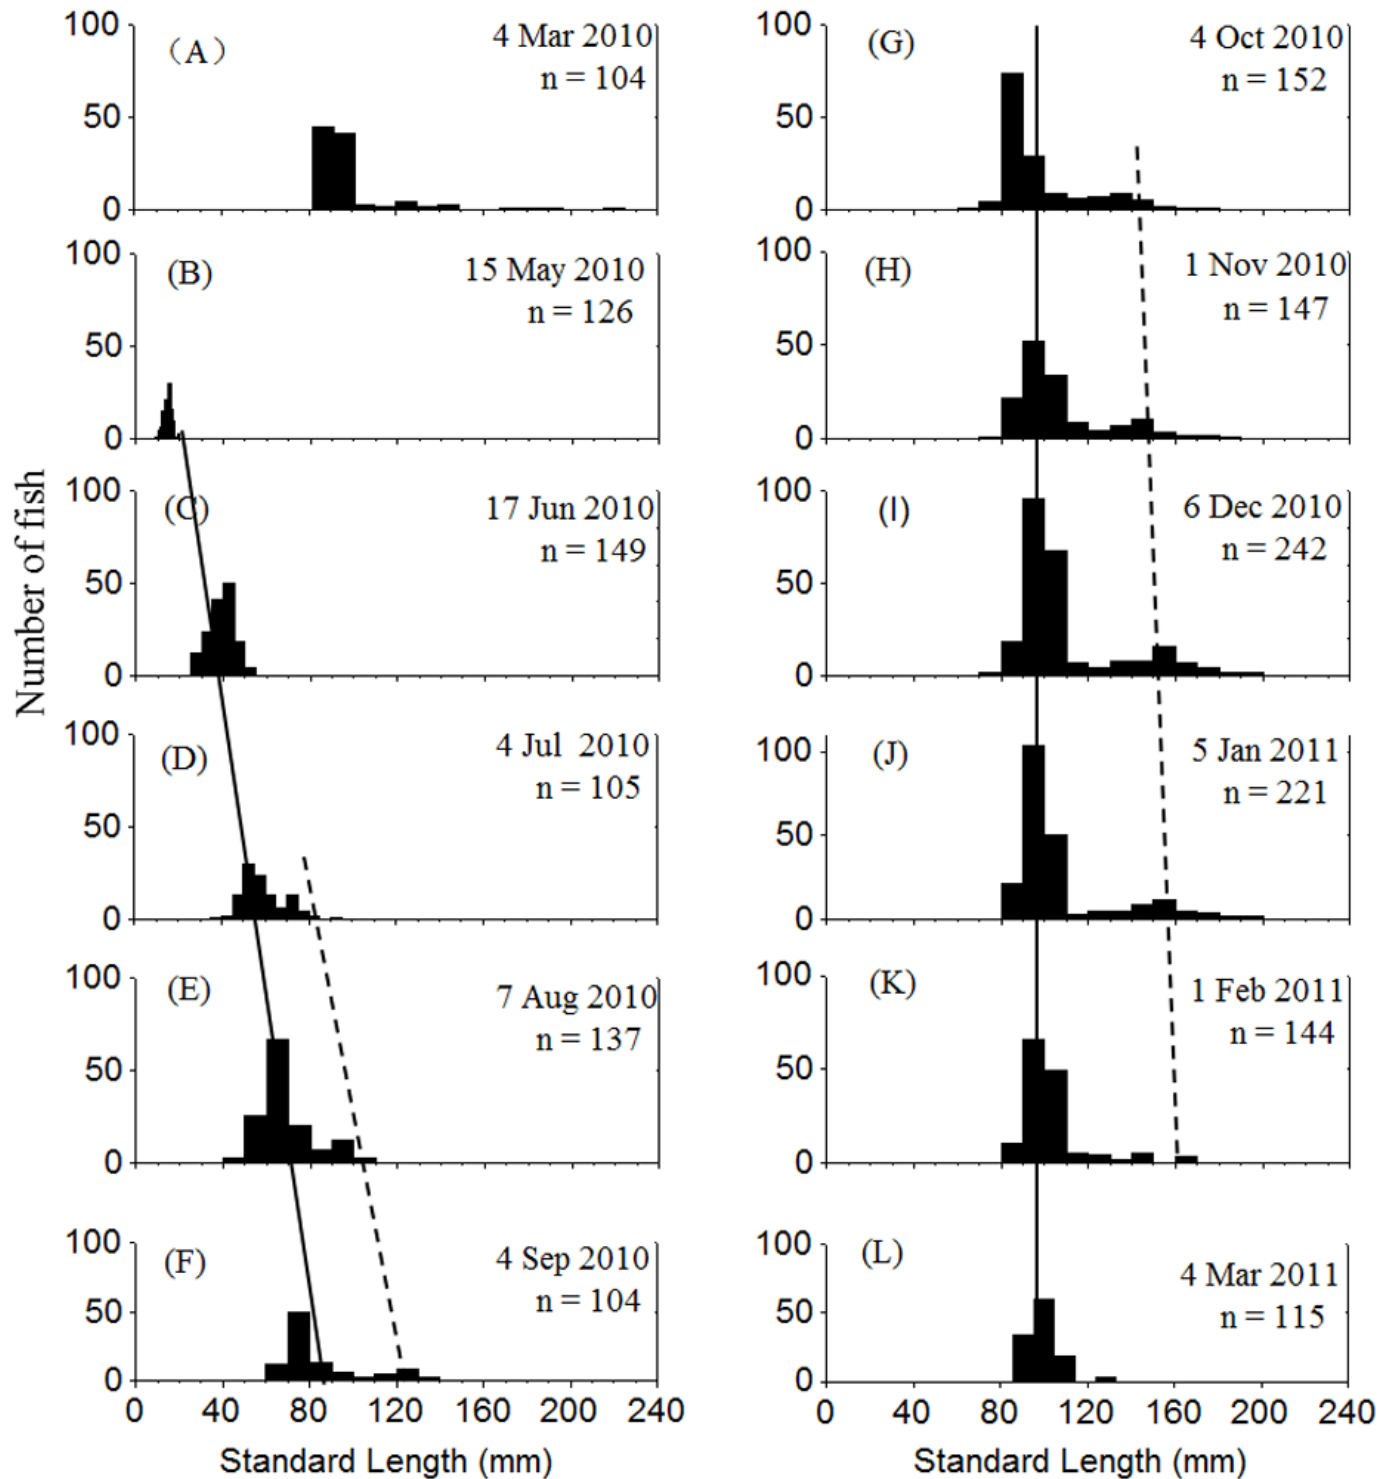 Number of fish
100
50
0
(A)
4 Mar 2010
n = 104
100
50
0
(B)
15 May 2010
n = 126
100
50
0
(C)
17 Jun 2010
n = 149
100
50
0
(D)
4 Jul 2010
n = 105
100
50
0
(E)
7 Aug 2010
n = 137
100
50
0
(F)
4 Sep 2010
n = 104
0 40 80 120 160 200 240
Standard Length (mm)
100
50
0
(G)
4 Oct 2010
n = 152
100
50
0
(H)
1 Nov 2010
n = 147
100
50
0
(I)
6 Dec 2010
n = 242
100
50
0
(J)
5 Jan 2011
n = 221
100
50
0
(K)
1 Feb 2011
n = 144
100
50
0
(L)
4 Mar 2011
n = 115
0 40 80 120 160 200 240
Standard Length (mm)